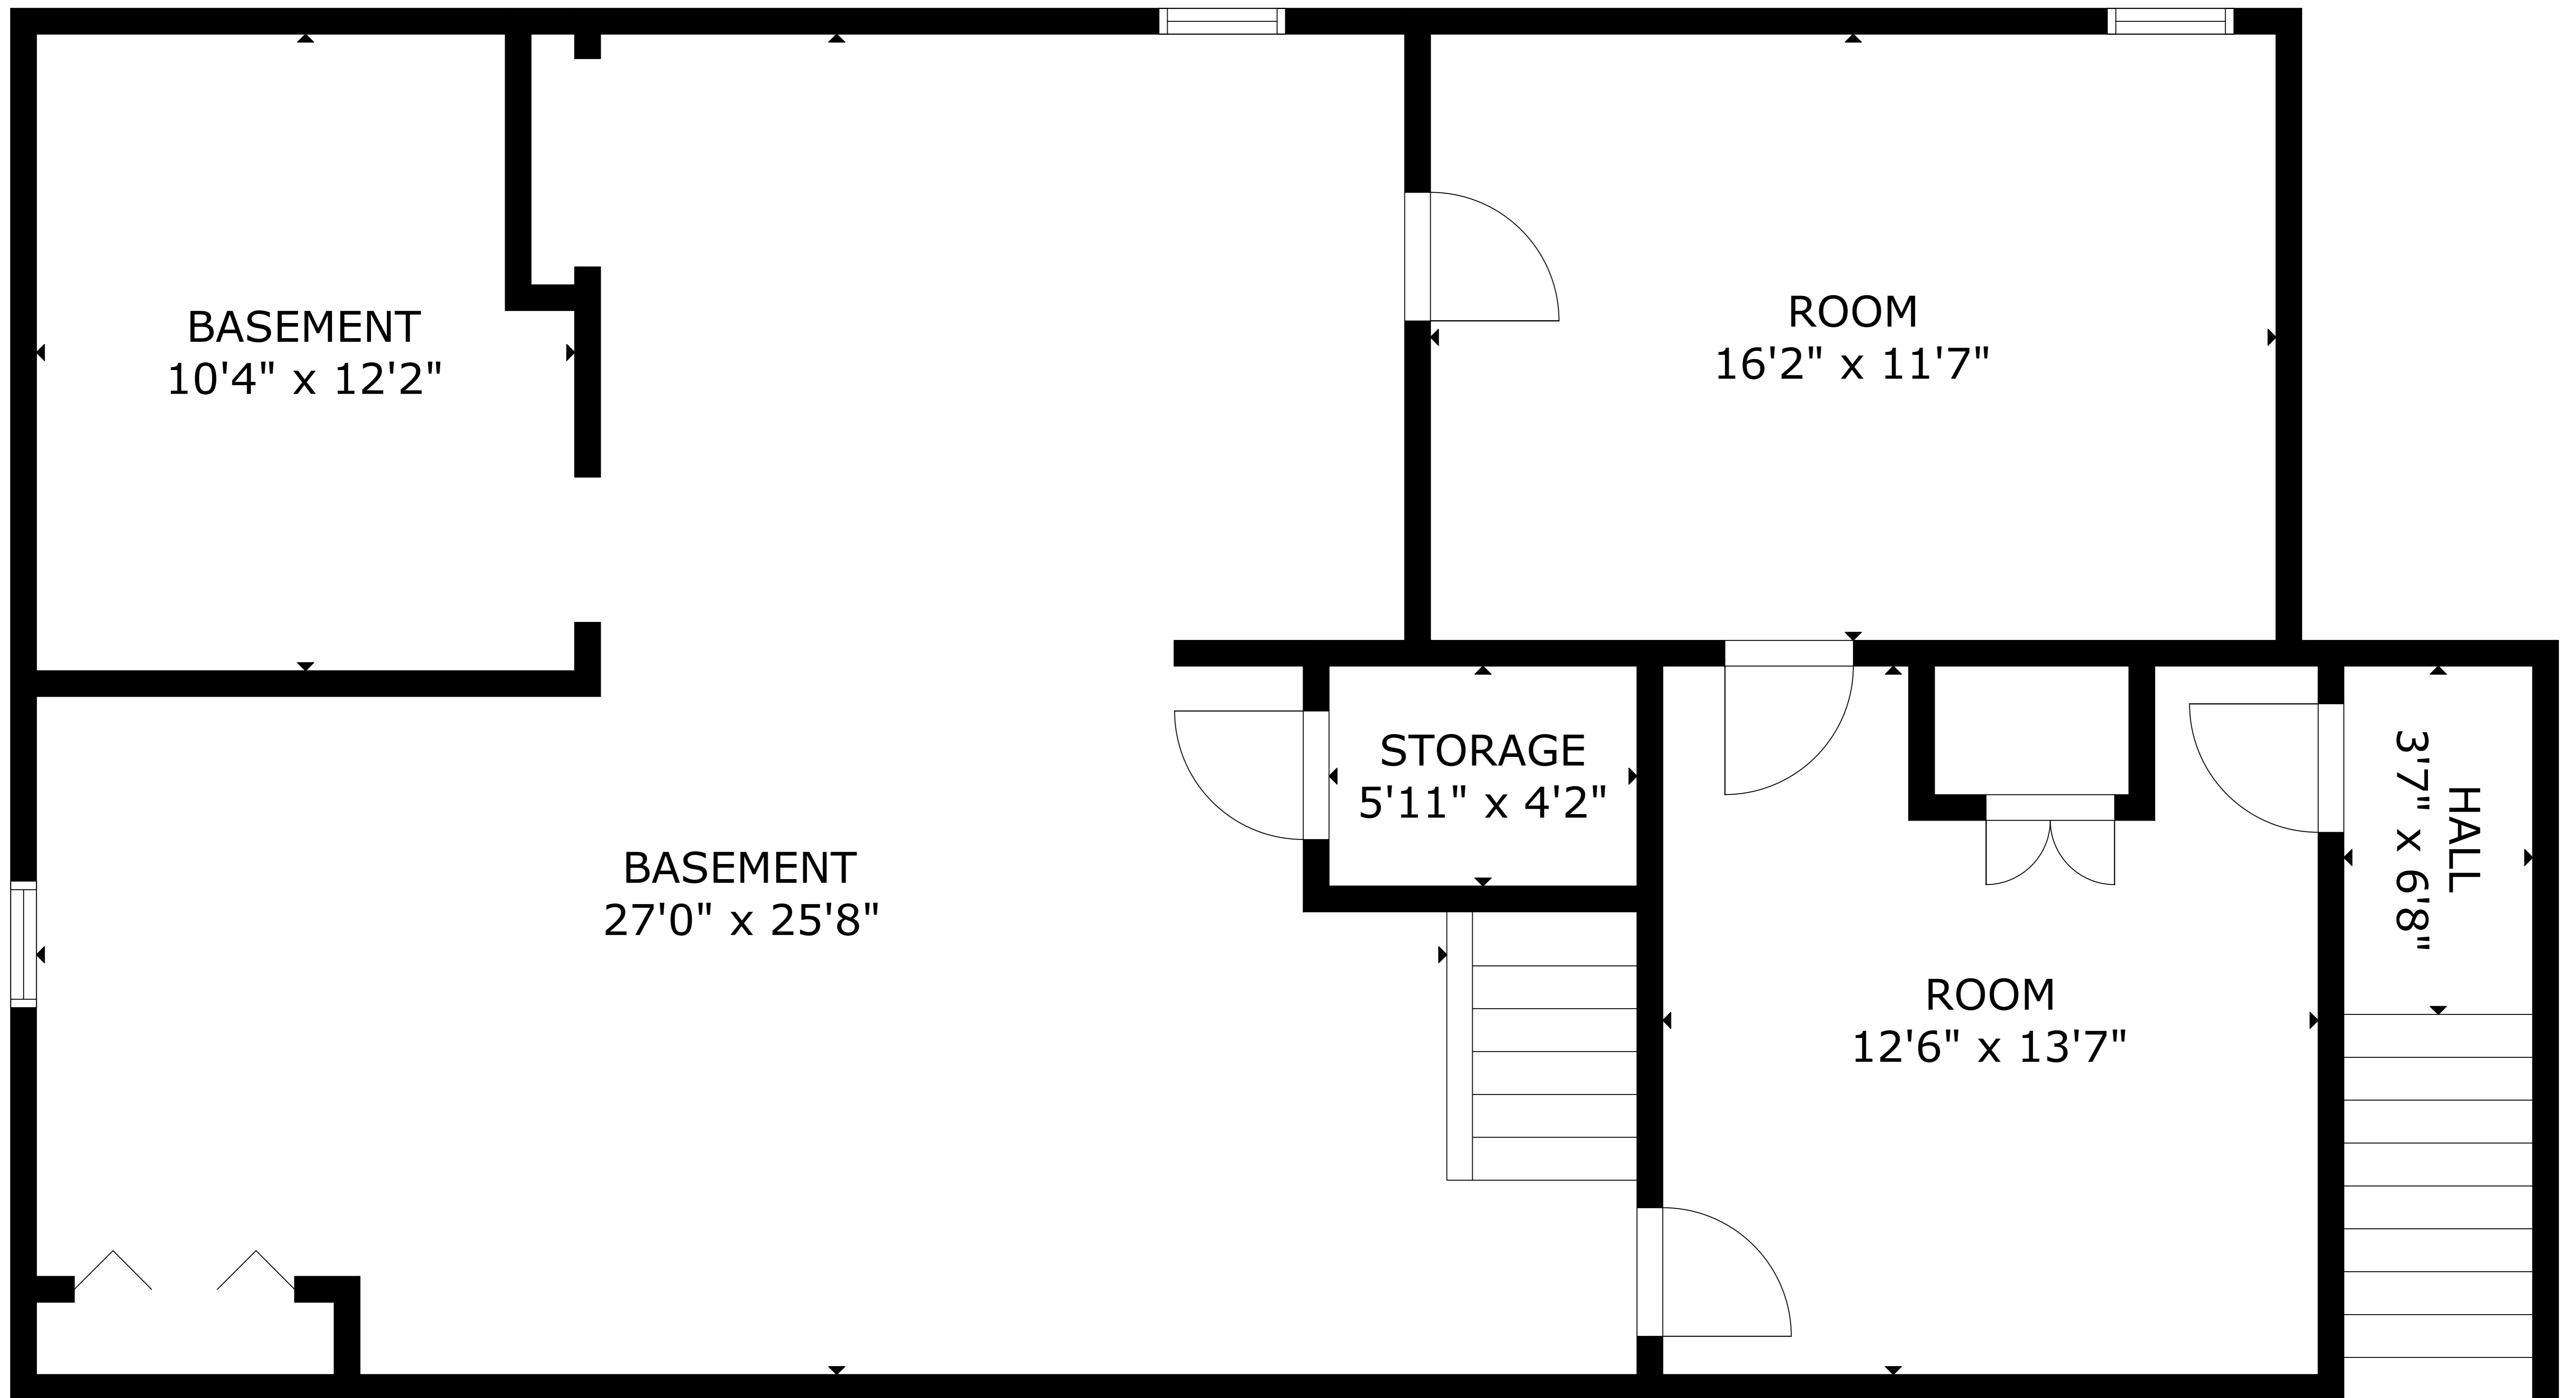 BASEMENT
10'4" x 12'2"
ROOM
16'2" x 11'7"
STORAGE
5'11" x 4'2"
HALL
3'7" x 6'8"
BASEMENT
27'0" x 25'8"
ROOM
12'6" x 13'7"